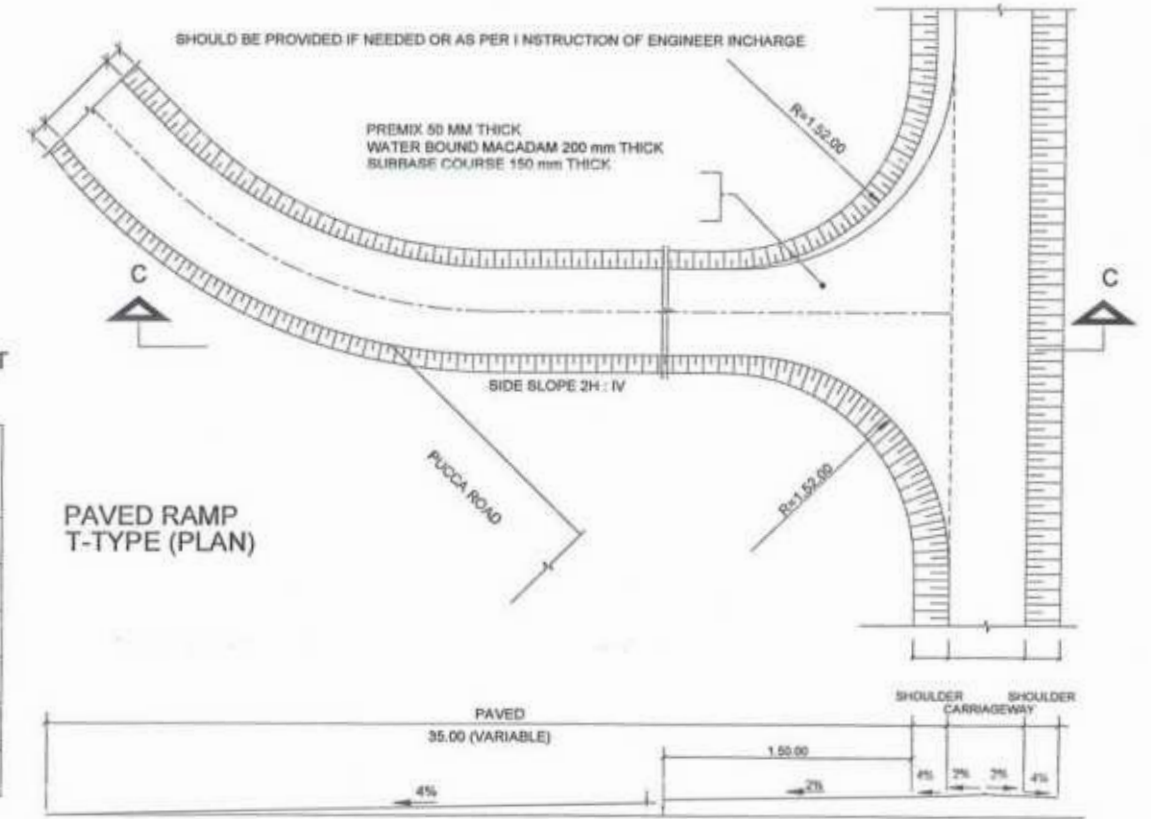 SHOULD BE PROVIDED IF NEEDED OR AS PER I NSTRUCTION OF ENGINEER INCHARGE
R=1.52.00
PREMIX 50 MM THICK
WATER BOUND MACADAM 200 mm THICK
SUBBASE COURSE 150 mm THICK
C
C
T
SIDE SLOPE 2H : IV
PUCCA ROAD
R=1.52.00
PAVED RAMP
T-TYPE (PLAN)
SHOULDER SHOULDER
CARRIAGEWAY
PAVED
35.00 (VARIABLE)
1.50.00
4% 2% 2% 4%
4%
2%